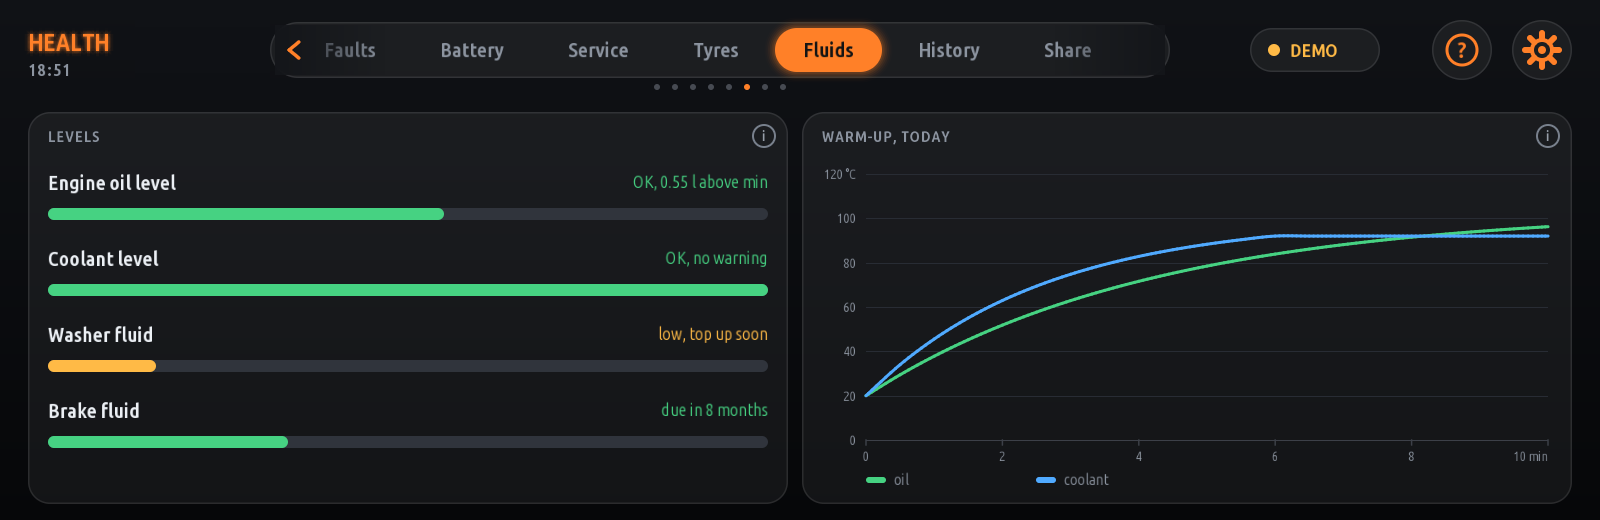 HEALTH
18:51
Faults Battery Service Tyres Fluids History Share
DEMO
?
LEVELS
i
Engine oil level OK, 0.55 l above min
Coolant level OK, no warning
Washer fluid low, top up soon
Brake fluid due in 8 months
WARM-UP, TODAY
i
120 °C
100
80
60
40
20
0
0 2 4 6 8 10 min
oil coolant